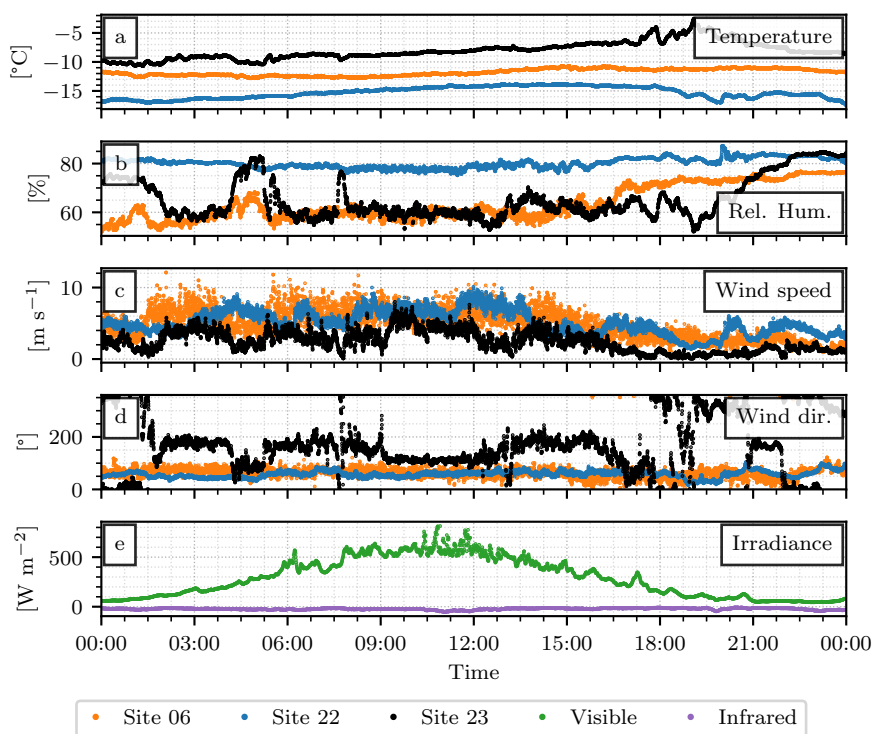 a
Temperature
−5
−10
−15
[°C]
b
Rel. Hum.
80
60
[%]
c
Wind speed
10
0
[m s⁻¹]
d
Wind dir.
200
0
[°]
e
Irradiance
500
0
[W m⁻²]
00:00 03:00 06:00 09:00 12:00 15:00 18:00 21:00 00:00
Time
Site 06 Site 22 Site 23 Visible Infrared